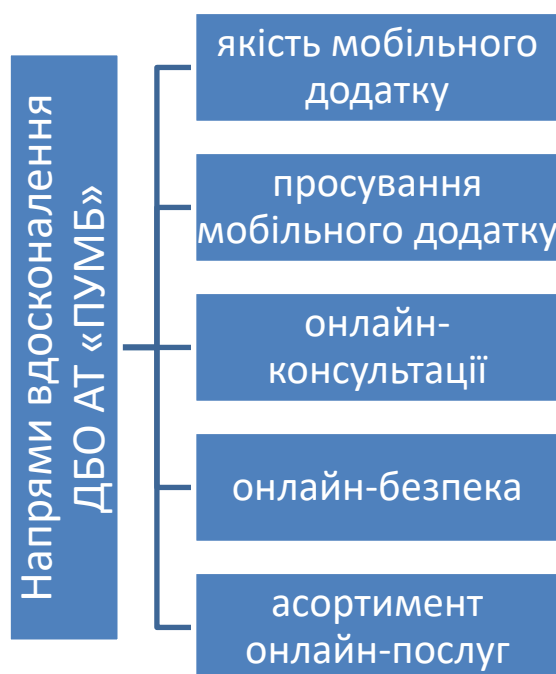 Напрями вдосконалення
ДБО АТ «ПУМБ»
якість мобільного
додатку
просування
мобільного додатку
онлайн-
консультації
онлайн-безпека
асортимент
онлайн-послуг